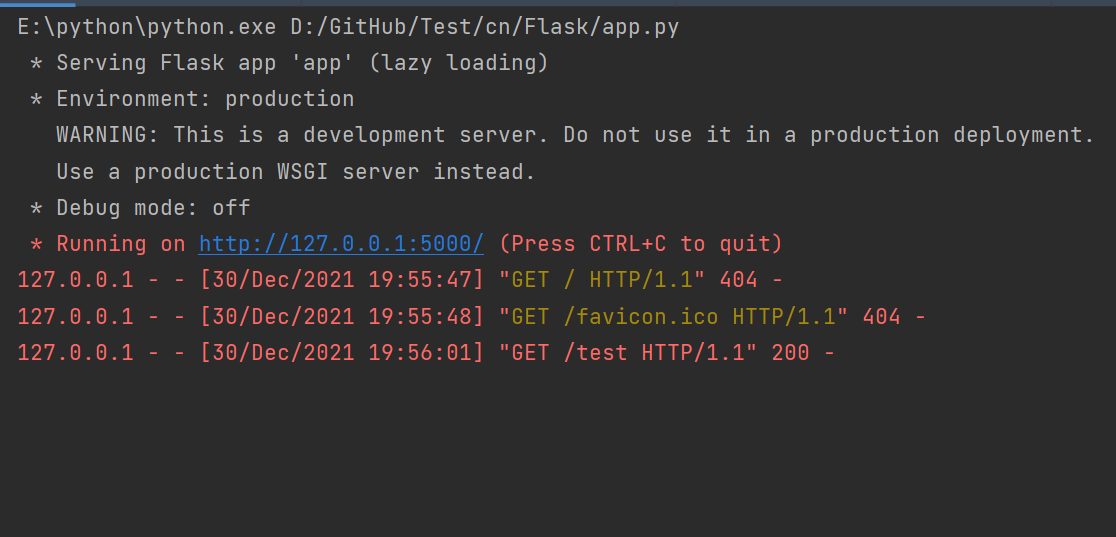 E:\python\python.exe D:/GitHub/Test/cn/Flask/app.py
* Serving Flask app 'app' (lazy loading)
* Environment: production
WARNING: This is a development server. Do not use it in a production deployment.
Use a production WSGI server instead.
* Debug mode: off
* Running on http://127.0.0.1:5000/ (Press CTRL+C to quit)
127.0.0.1 - - [30/Dec/2021 19:55:47] "GET / HTTP/1.1" 404 -
127.0.0.1 - - [30/Dec/2021 19:55:48] "GET /favicon.ico HTTP/1.1" 404 -
127.0.0.1 - - [30/Dec/2021 19:56:01] "GET /test HTTP/1.1" 200 -